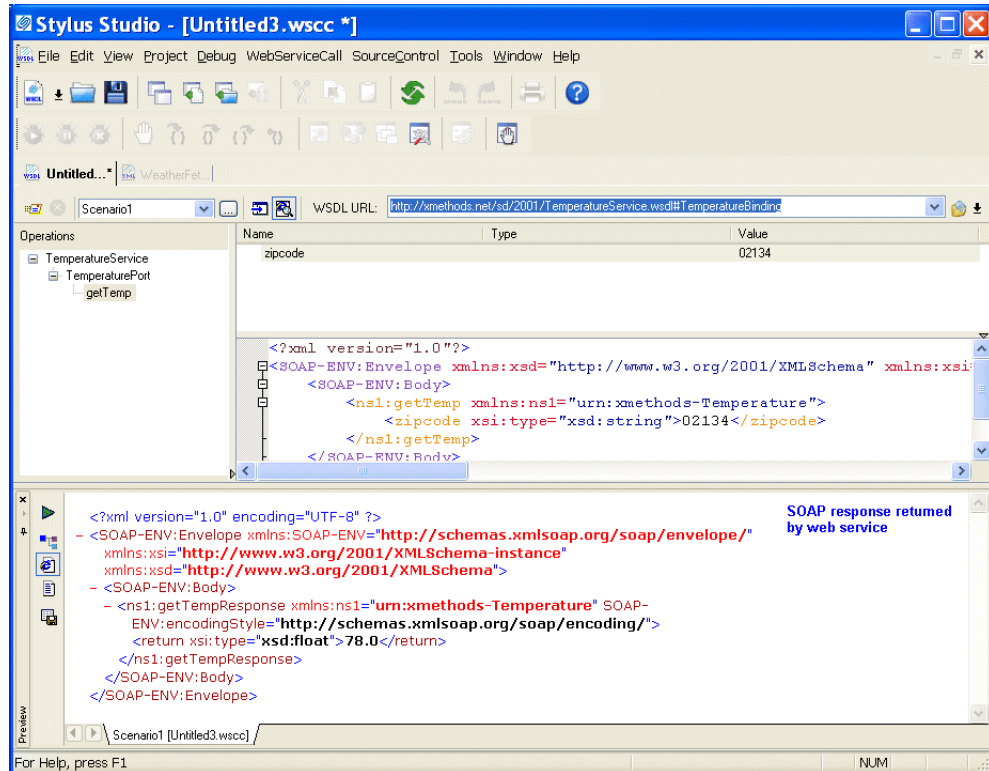 Stylus Studio - [Untitled3.wscc *]
File Edit View Project Debug WebServiceCall SourceControl Tools Window Help
Untitled...* WeatherFet...
Scenario1 ... WSDL URL: http://xmethods.net/sd/2001/TemperatureService.wsdl#TemperatureBinding
Operations
TemperatureService
TemperaturePort
getTemp
Name Type Value
zipcode 02134
<?xml version="1.0"?>
<SOAP-ENV:Envelope xmlns:xsd="http://www.w3.org/2001/XMLSchema" xmlns:xsi
<SOAP-ENV:Body>
<ns1:getTemp xmlns:ns1="urn:xmethods-Temperature">
<zipcode xsi:type="xsd:string">02134</zipcode>
</ns1:getTemp>
</SOAP-ENV:Body>
<?xml version="1.0" encoding="UTF-8" ?>
- <SOAP-ENV:Envelope xmlns:SOAP-ENV="http://schemas.xmlsoap.org/soap/envelope/"
xmlns:xsi="http://www.w3.org/2001/XMLSchema-instance"
xmlns:xsd="http://www.w3.org/2001/XMLSchema">
- <SOAP-ENV:Body>
- <ns1:getTempResponse xmlns:ns1="urn:xmethods-Temperature" SOAP-
ENV:encodingStyle="http://schemas.xmlsoap.org/soap/encoding/">
<return xsi:type="xsd:float">78.0</return>
</ns1:getTempResponse>
</SOAP-ENV:Body>
</SOAP-ENV:Envelope>
SOAP response returned
by web service
Preview
Scenario1 [Untitled3.wscc]
For Help, press F1 NUM